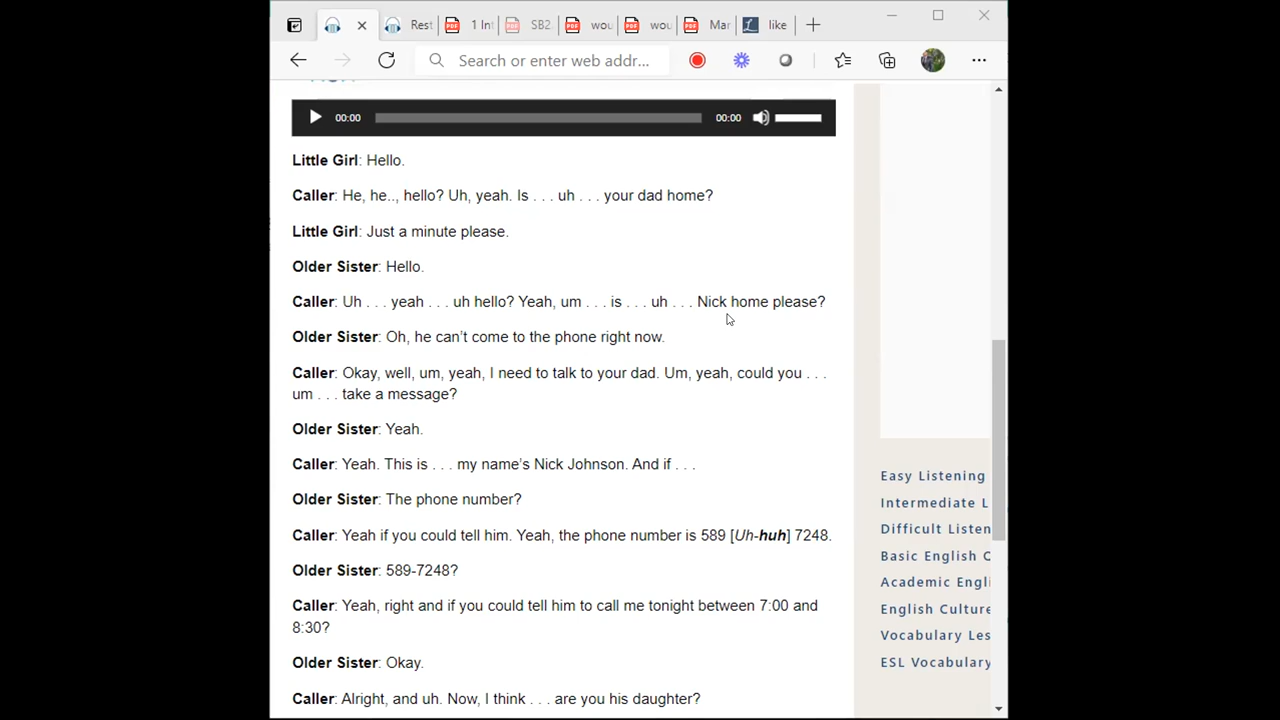 Rest
1 Int
SB2
wou
wou
Mar
like
Search or enter web addr...
00:00
00:00
Little Girl: Hello.
Caller: He, he.., hello? Uh, yeah. Is . . . uh . . . your dad home?
Little Girl: Just a minute please.
Older Sister: Hello.
Caller: Uh . . . yeah . . . uh hello? Yeah, um . . . is . . . uh . . . Nick home please?
Older Sister: Oh, he can't come to the phone right now.
Caller: Okay, well, um, yeah, I need to talk to your dad. Um, yeah, could you . . .
um . . . take a message?
Older Sister: Yeah.
Caller: Yeah. This is . . . my name's Nick Johnson. And if . . .
Older Sister: The phone number?
Caller: Yeah if you could tell him. Yeah, the phone number is 589 [Uh-huh] 7248.
Older Sister: 589-7248?
Caller: Yeah, right and if you could tell him to call me tonight between 7:00 and
8:30?
Older Sister: Okay.
Caller: Alright, and uh. Now, I think . . . are you his daughter?
Easy Listening
Intermediate L
Difficult Listen
Basic English C
Academic Engli
English Culture
Vocabulary Les
ESL Vocabulary